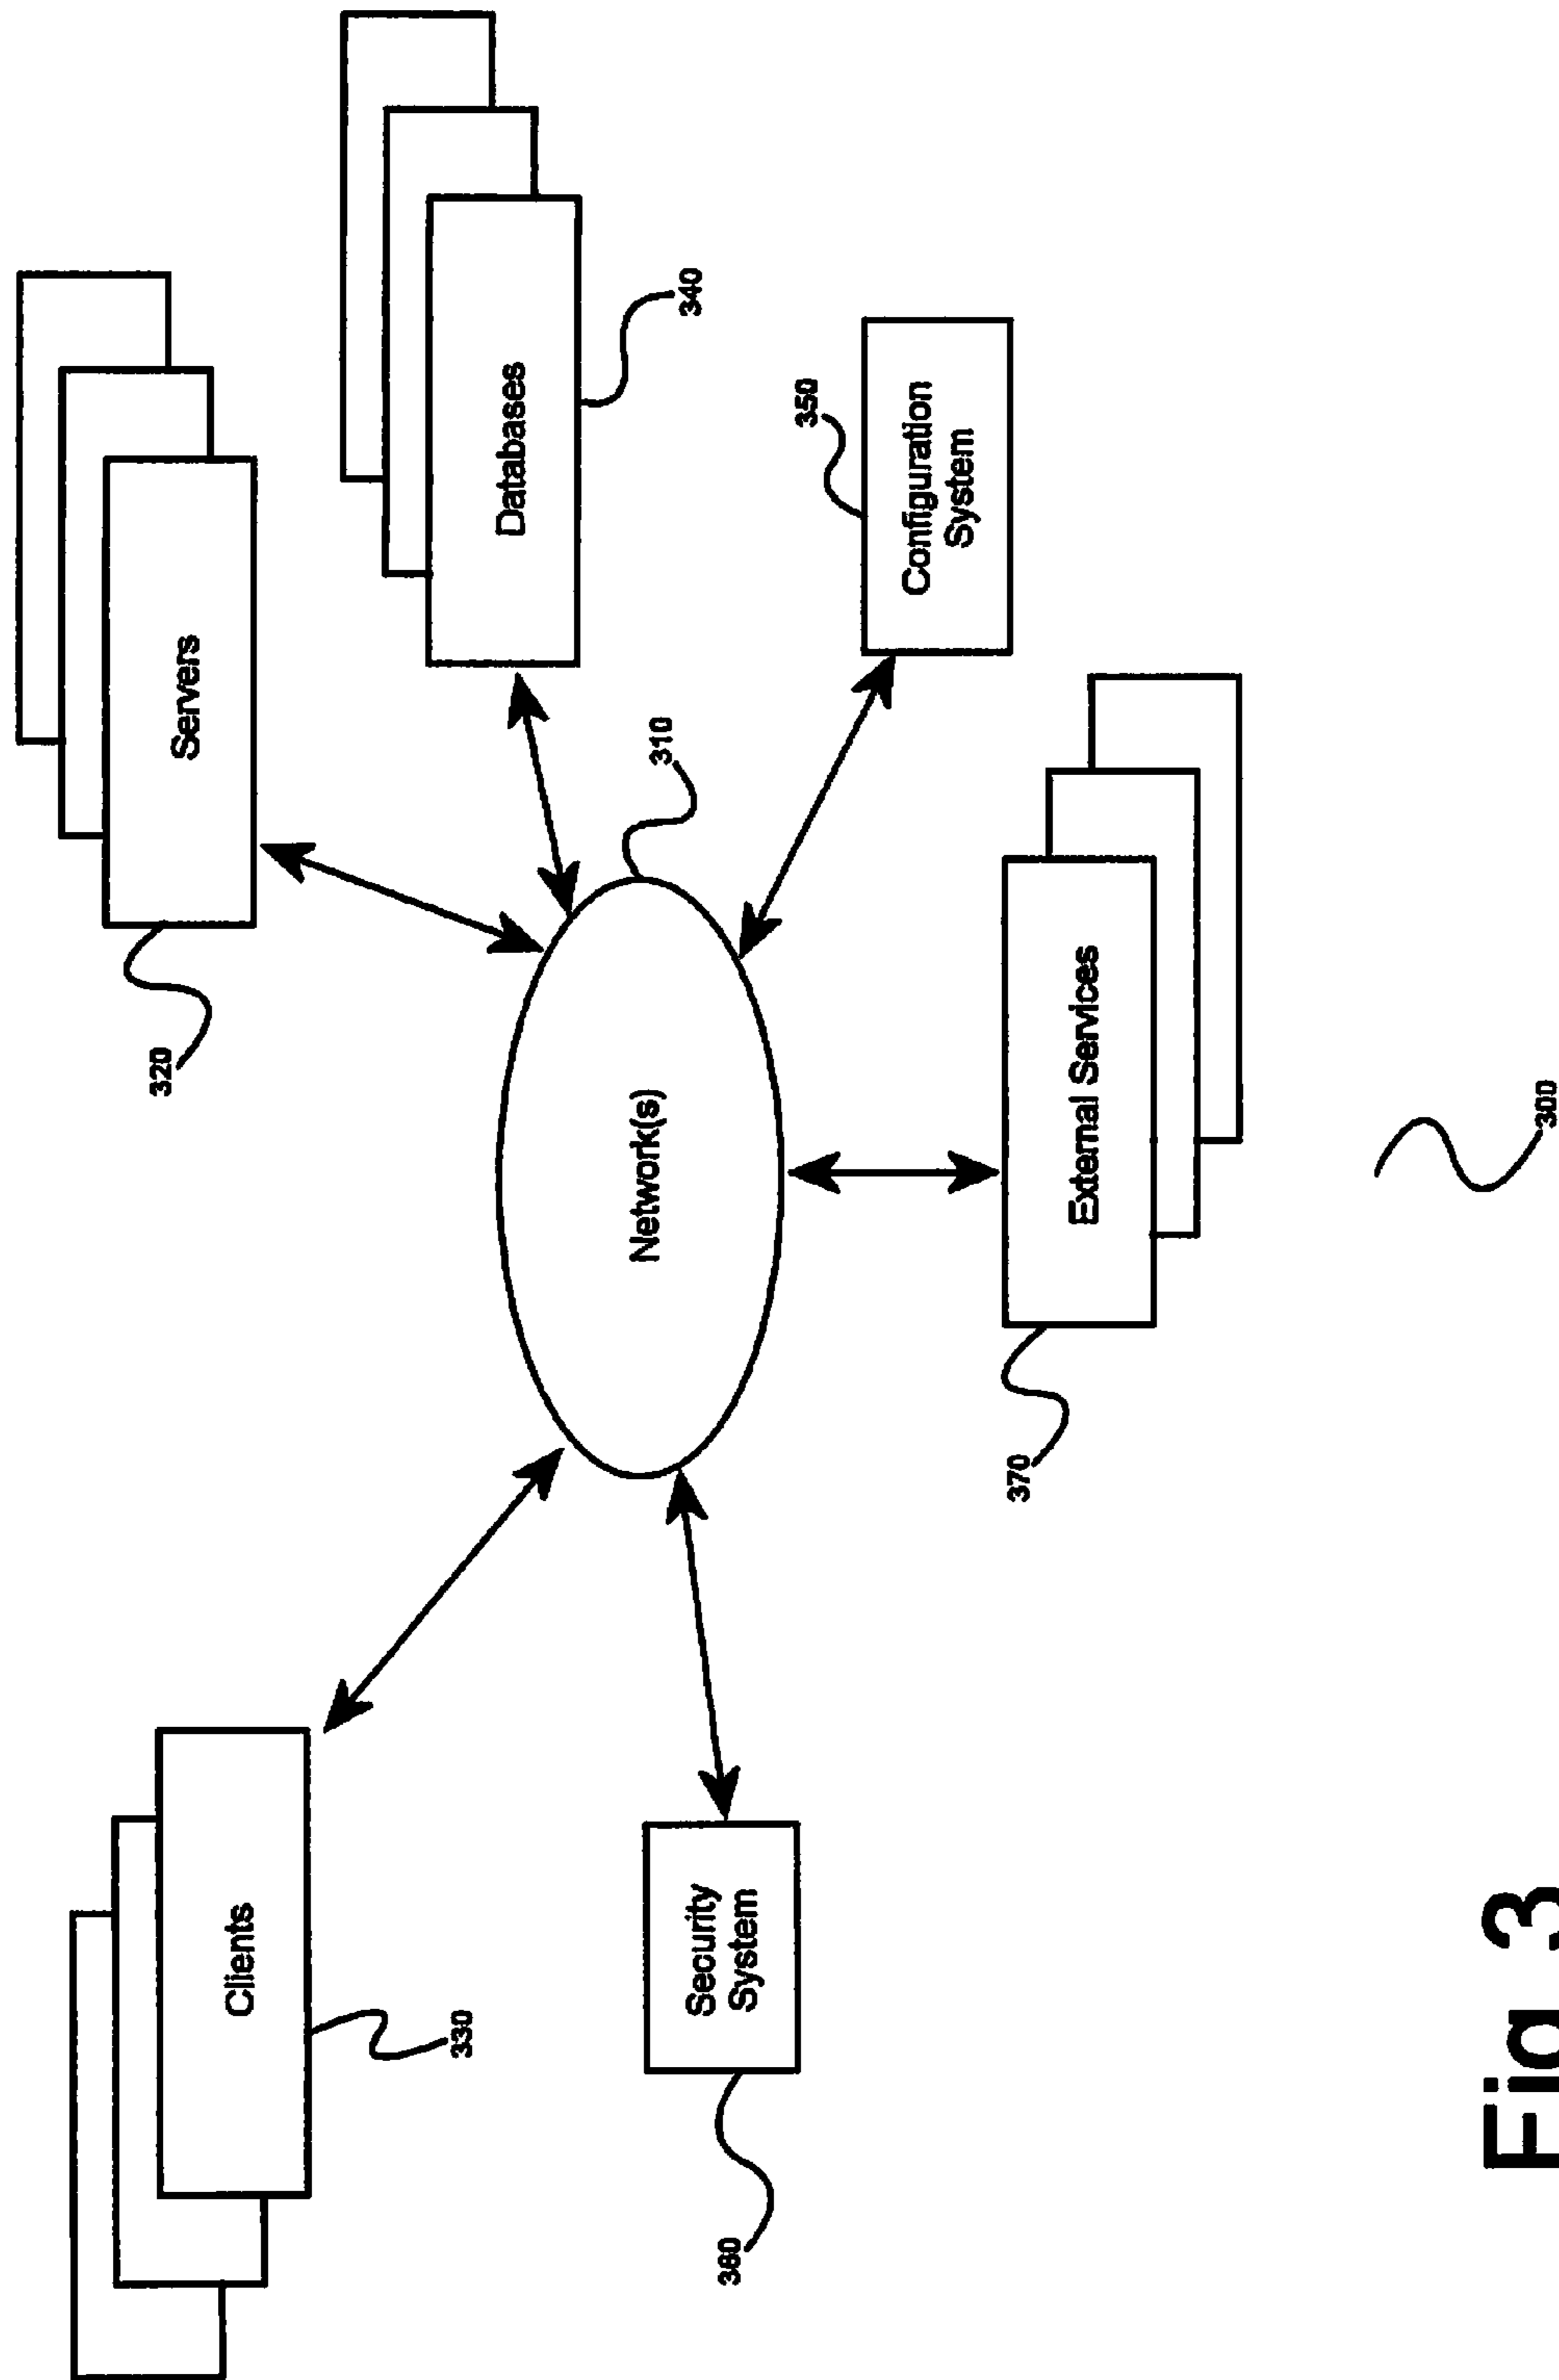 320
Servers
Clients
330
Databases
Network(s)
310
340
Security
System
360
350
Configuration
System
370
External Services
300
Fig. 3